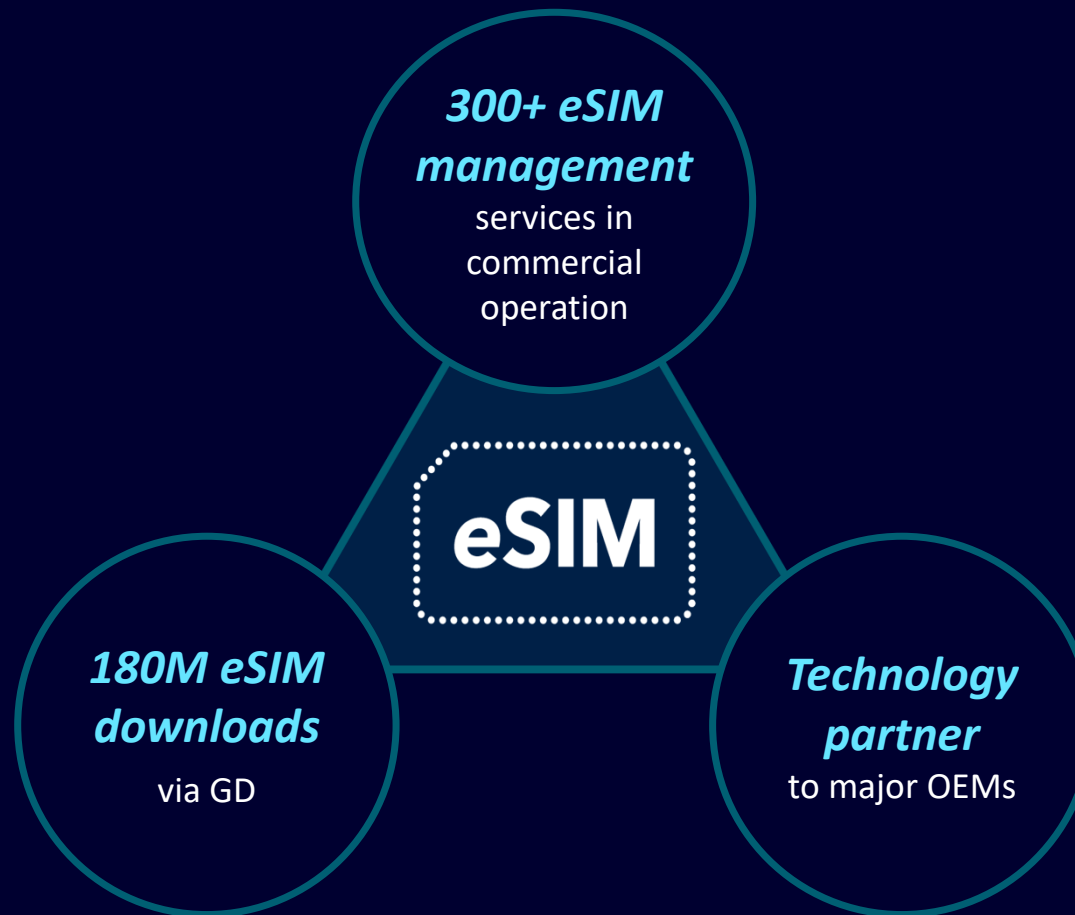 300+ eSIM
management
services in
commercial
operation
eSIM
180M eSIM
downloads
via GD
Technology
partner
to major OEMs